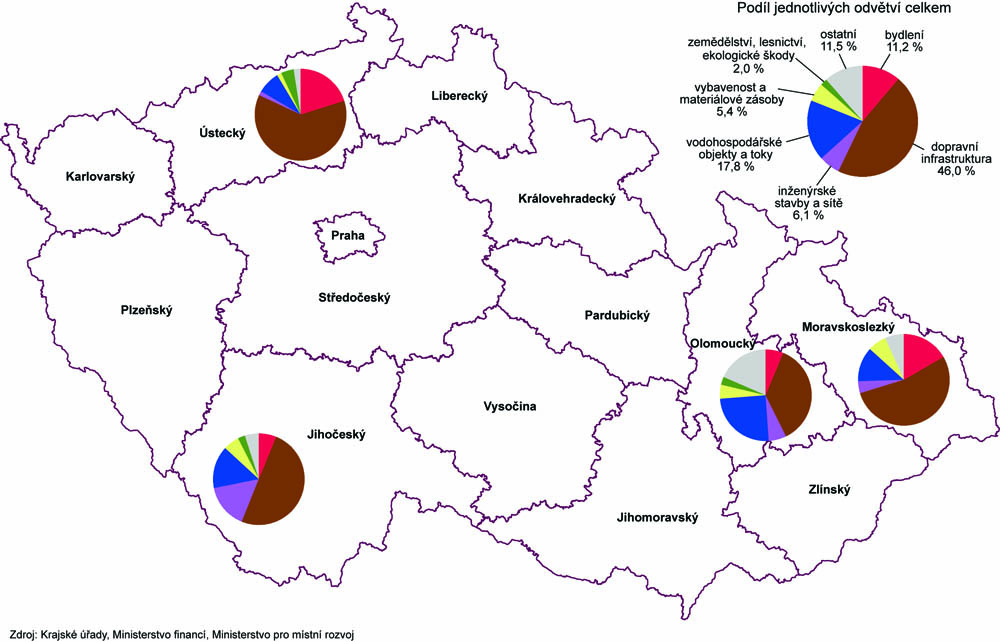 Podíl jednotlivých odvětví celkem
ostatní
11,5 %
bydlení
11,2 %
zemědělství, lesnictví,
ekologické škody
2,0 %
vybavenost a
materiálové zásoby
5,4 %
vodohospodářské
objekty a toky
17,8 %
dopravní
infrastruktura
46,0 %
inženýrské
stavby a sítě
6,1 %
Liberecký
Ústecký
Karlovarský
Královehradecký
Praha
Středočeský
Plzeňský
Pardubický
Moravskoslezký
Olomoucký
Vysočina
Jihočeský
Zlínský
Jihomoravský
Zdroj: Krajské úřady, Ministerstvo financí, Ministerstvo pro místní rozvoj